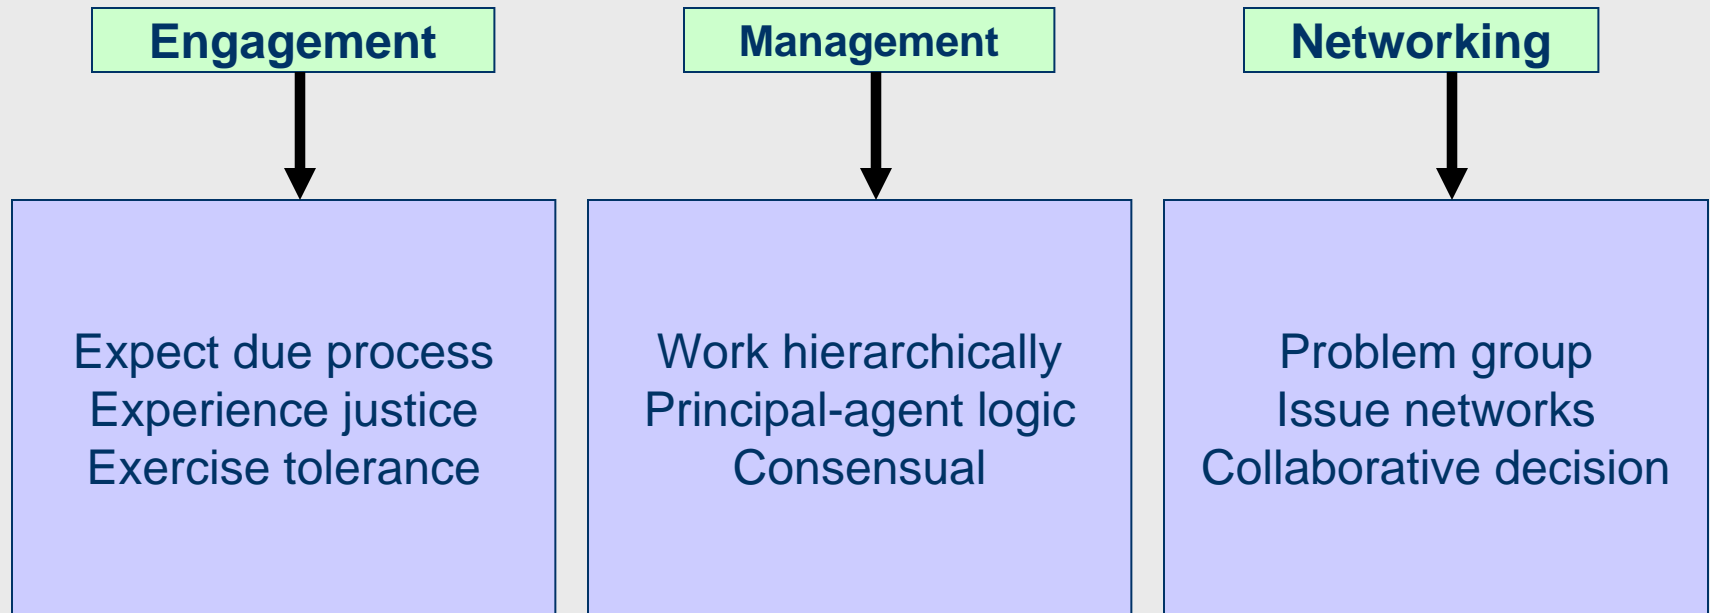 Engagement
Management
Networking
Expect due process
Experience justice
Exercise tolerance
Work hierarchically
Principal-agent logic
Consensual
Problem group
Issue networks
Collaborative decision